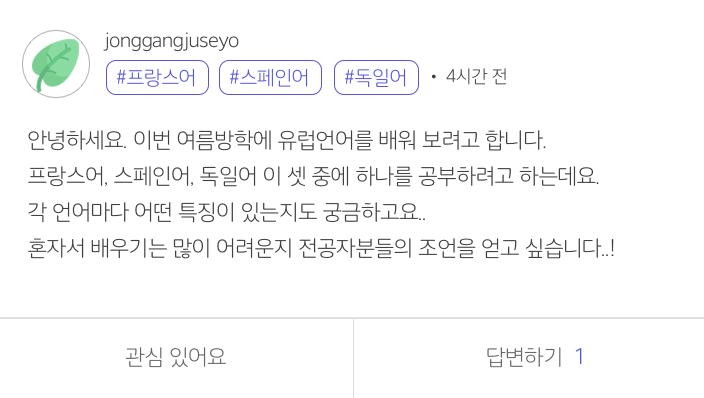 jonggangjuseyo
#프랑스어 #스페인어 #독일어 • 4시간 전
안녕하세요. 이번 여름방학에 유럽언어를 배워 보려고 합니다.
프랑스어, 스페인어, 독일어 이 셋 중에 하나를 공부하려고 하는데요.
각 언어마다 어떤 특징이 있는지도 궁금하고요..
혼자서 배우기는 많이 어려운지 전공자분들의 조언을 얻고 싶습니다..!
관심 있어요 답변하기 1